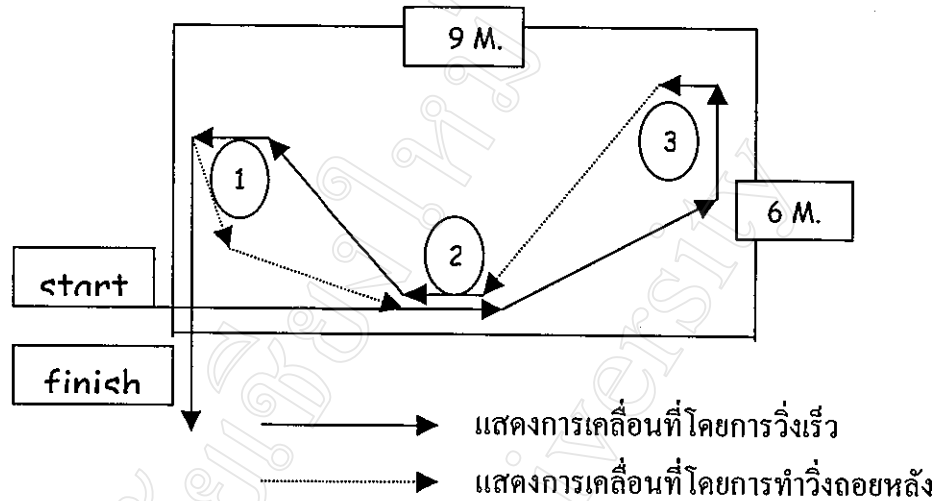 9 M.
3
1
6 M.
2
start
finish
แสดงการเคลื่อนที่โดยการวิ่งเร็ว
แสดงการเคลื่อนที่โดยการทำวิ่งถอยหลัง
University